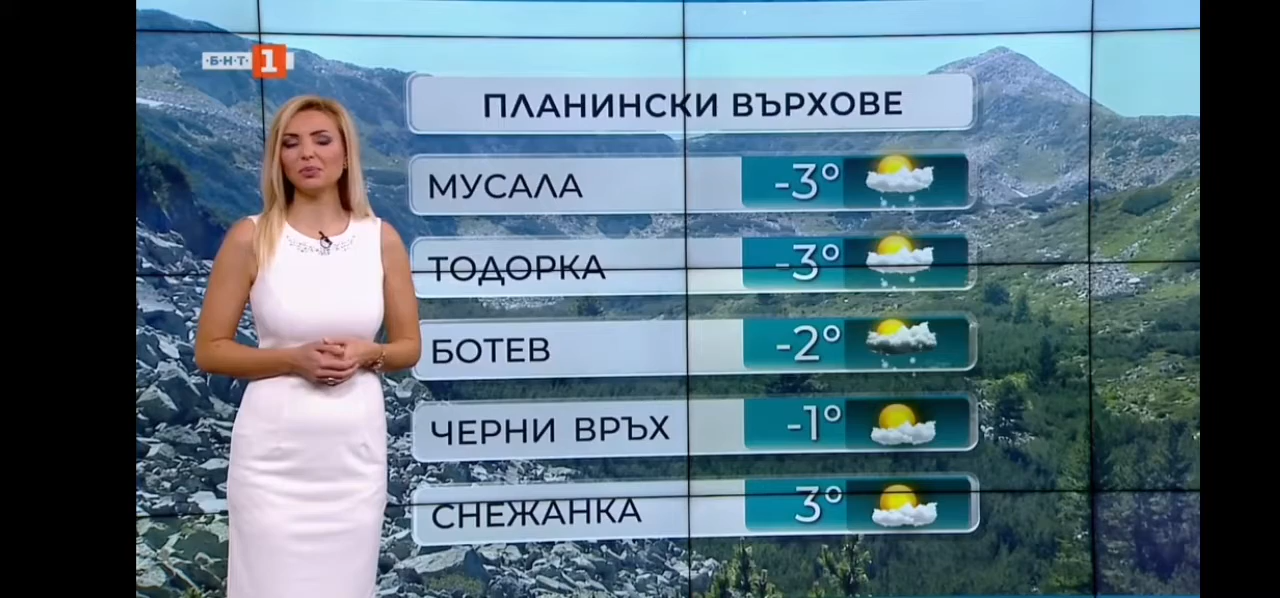 ·БНТ· 1
ПЛАНИНСКИ ВЪРХОВЕ
МУСАЛА -3°
ТОДОРКА -3°
БОТЕВ -2°
ЧЕРНИ ВРЪХ -1°
СНЕЖАНКА 3°